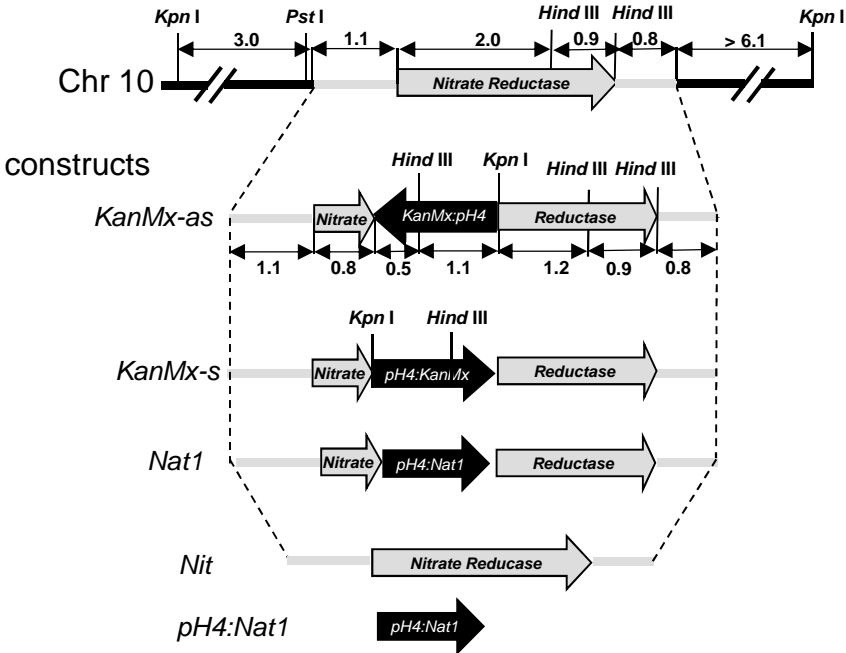 Kpn I Pst I Hind III Hind III Kpn I
3.0 1.1 2.0 0.9 0.8 > 6.1
Chr 10 Nitrate Reductase
constructs
Hind III Kpn I Hind III Hind III
KanMx-as Nitrate KanMx:pH4 Reductase
1.1 0.8 0.5 1.1 1.2 0.9 0.8
Kpn I Hind III
KanMx-s Nitrate pH4:KanMx Reductase
Nat1 Nitrate pH4:Nat1 Reductase
Nit Nitrate Reducase
pH4:Nat1 pH4:Nat1